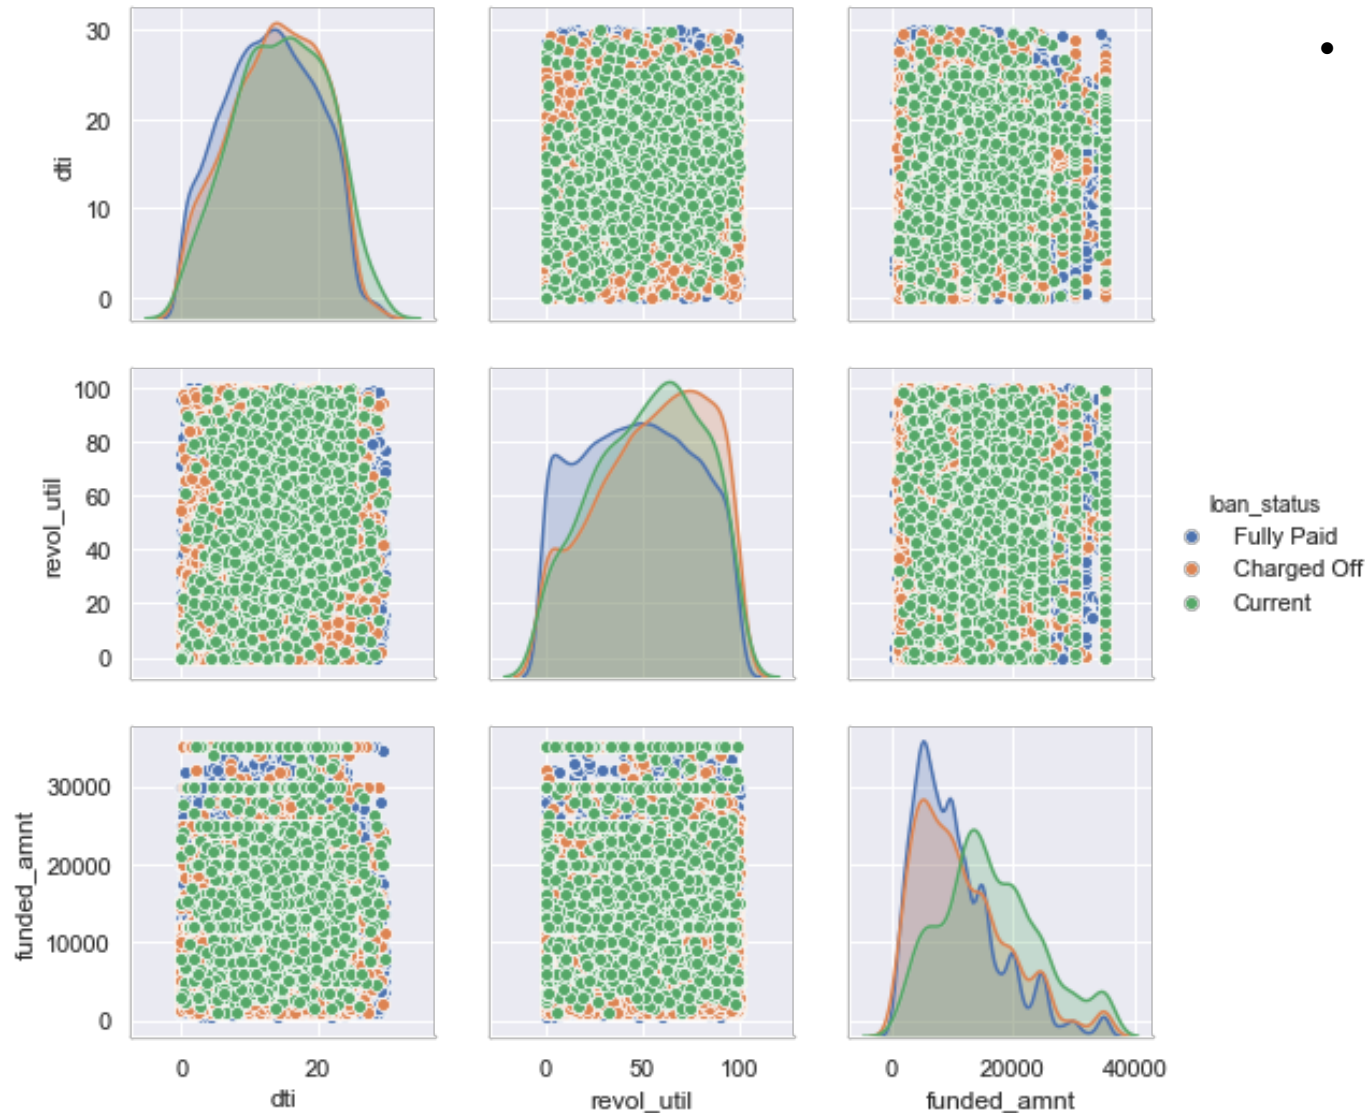 30
20
10
0
dti
100
80
60
40
20
0
revol_util
loan_status
Fully Paid
Charged Off
Current
30000
20000
10000
0
funded_amnt
0 20
dti
0 50 100
revol_util
0 20000 40000
funded_amnt